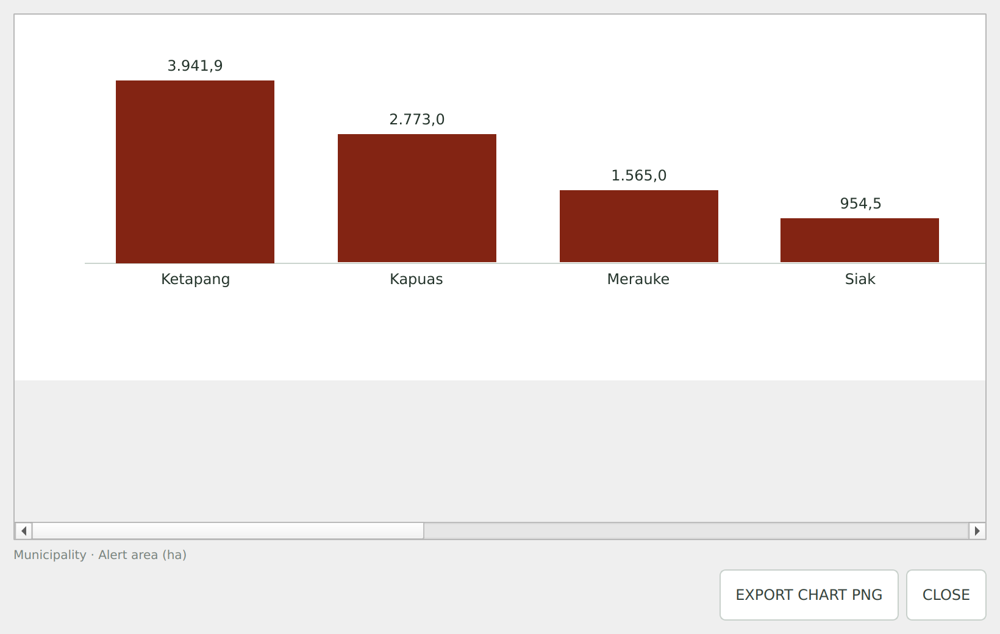 3.941,9
2.773,0
1.565,0
954,5
Ketapang
Kapuas
Merauke
Siak
Municipality · Alert area (ha)
EXPORT CHART PNG
CLOSE